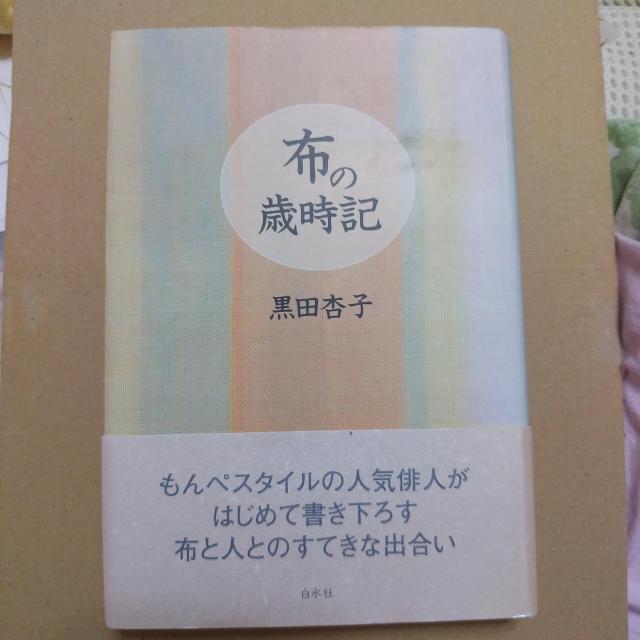 布の
歳時記
黒田杏子
もんぺスタイルの人気俳人が
はじめて書き下ろす
布と人とのすてきな出合い
白水社